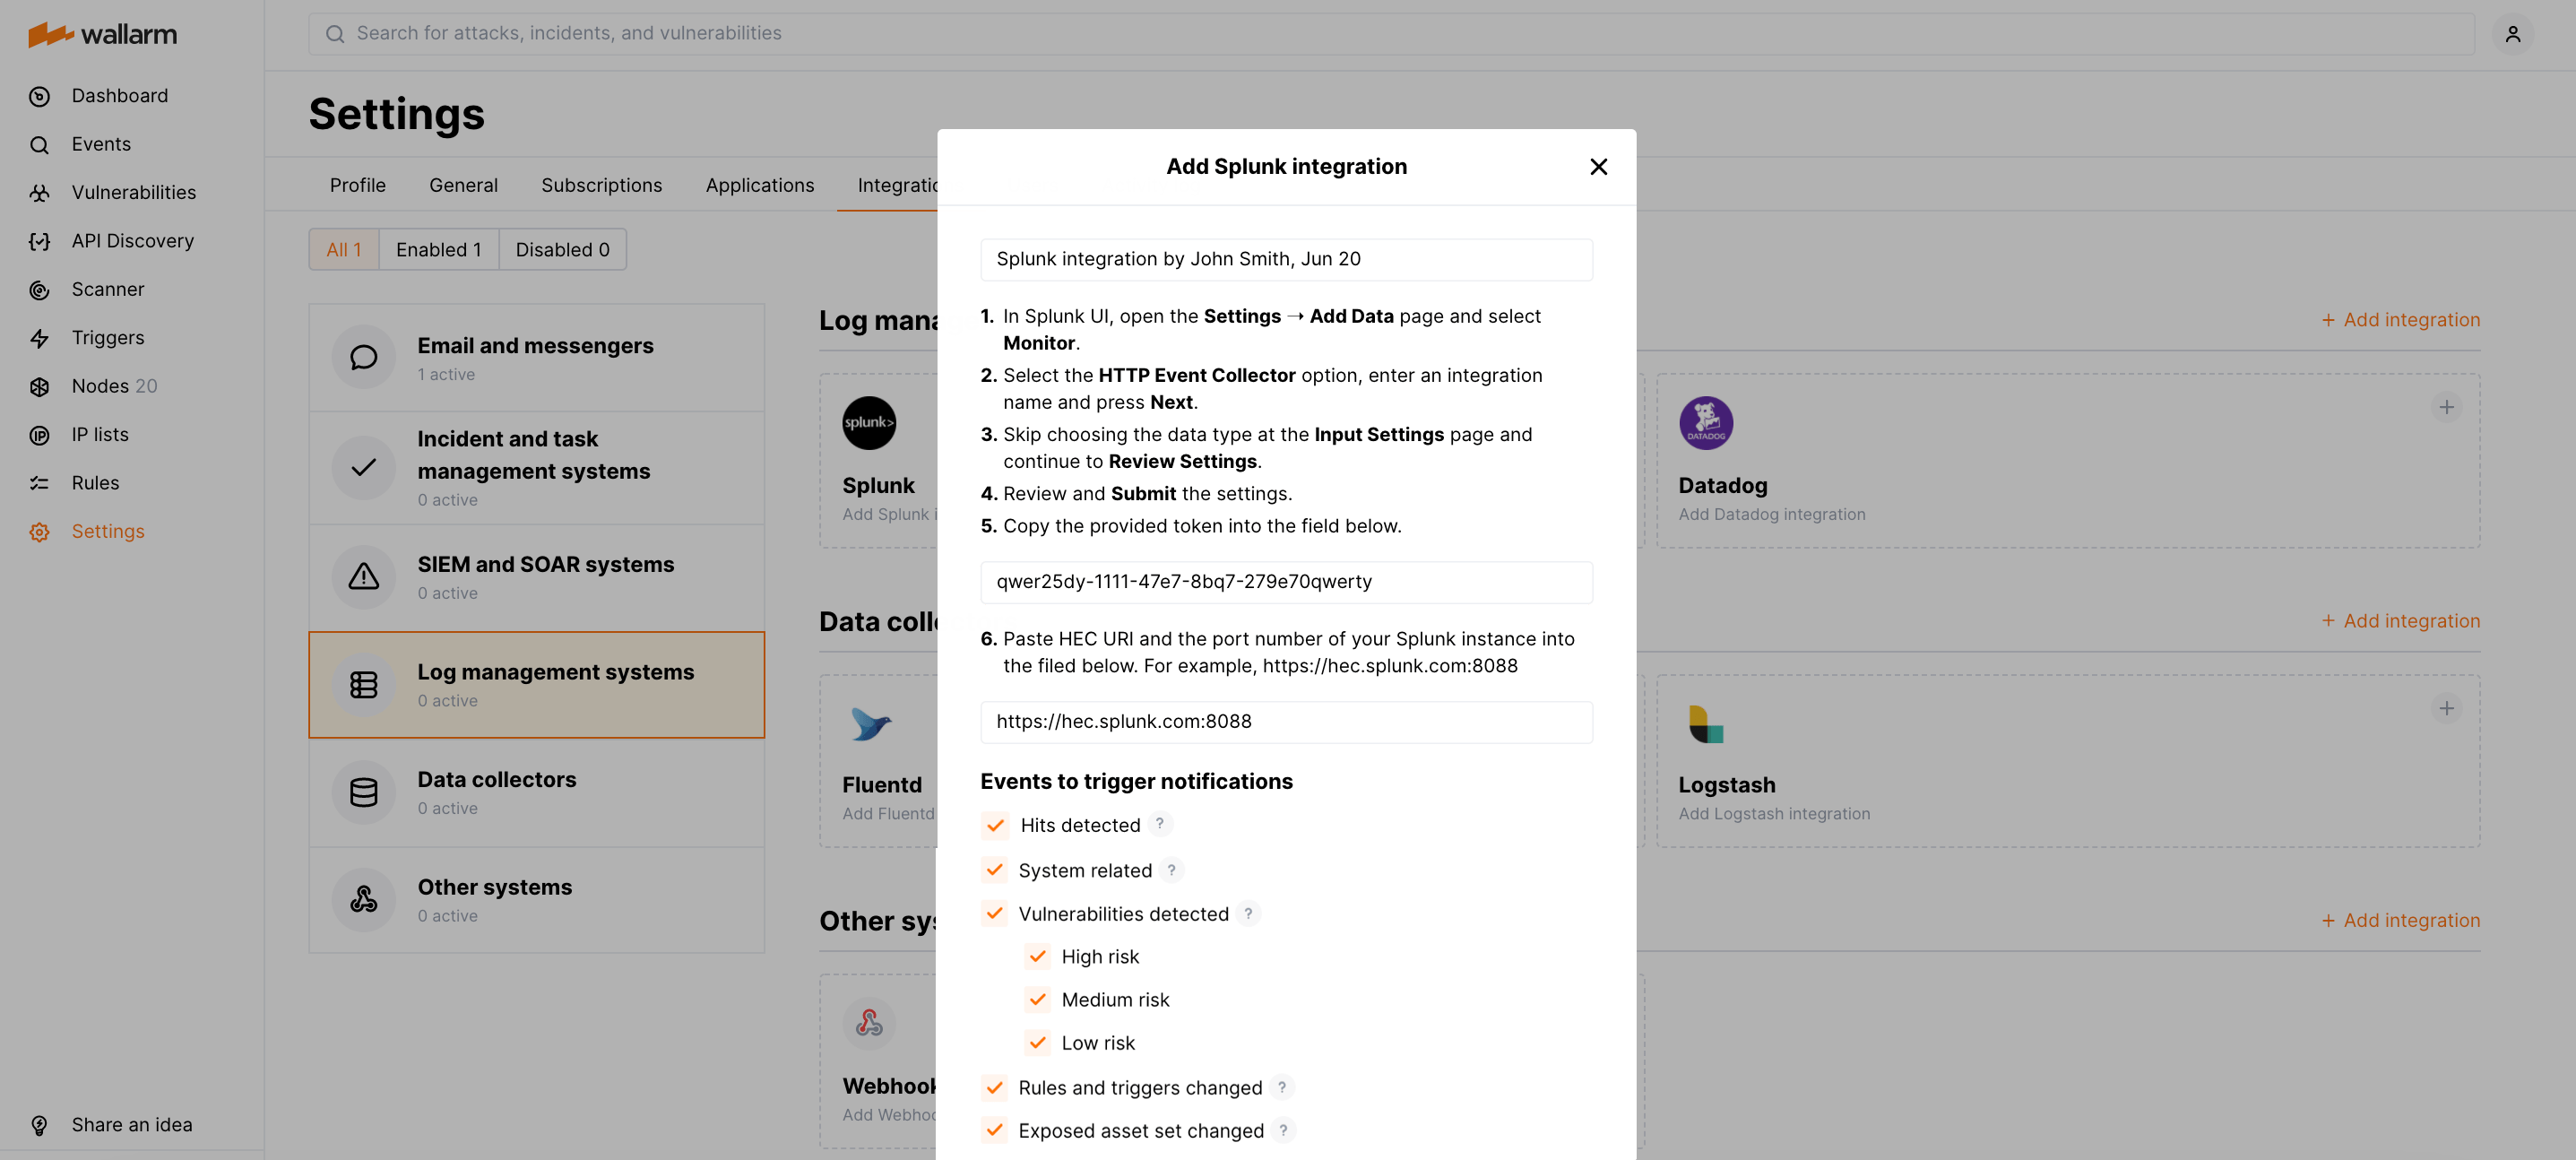 wallarm
Search for attacks, incidents, and vulnerabilities
Dashboard
Events
Vulnerabilities
API Discovery
Scanner
Triggers
Nodes 20
IP lists
Rules
Settings
Share an idea
Settings
Profile General Subscriptions Applications Integratio
All 1 Enabled 1 Disabled 0
Email and messengers
1 active
Incident and task
management systems
0 active
SIEM and SOAR systems
0 active
Log management systems
0 active
Data collectors
0 active
Other systems
0 active
Log mana
+ Add integration
splunk>
Splunk
Add Splunk i
DATADOG
Datadog
Add Datadog integration
Data colle
+ Add integration
Fluentd
Add Fluentd
Logstash
Add Logstash integration
Other sys
+ Add integration
Webhook
Add Webhoo
Add Splunk integration
Splunk integration by John Smith, Jun 20
1. In Splunk UI, open the Settings → Add Data page and select
Monitor.
2. Select the HTTP Event Collector option, enter an integration
name and press Next.
3. Skip choosing the data type at the Input Settings page and
continue to Review Settings.
4. Review and Submit the settings.
5. Copy the provided token into the field below.
qwer25dy-1111-47e7-8bq7-279e70qwerty
6. Paste HEC URI and the port number of your Splunk instance into
the filed below. For example, https://hec.splunk.com:8088
https://hec.splunk.com:8088
Events to trigger notifications
Hits detected ?
System related ?
Vulnerabilities detected ?
High risk
Medium risk
Low risk
Rules and triggers changed ?
Exposed asset set changed ?